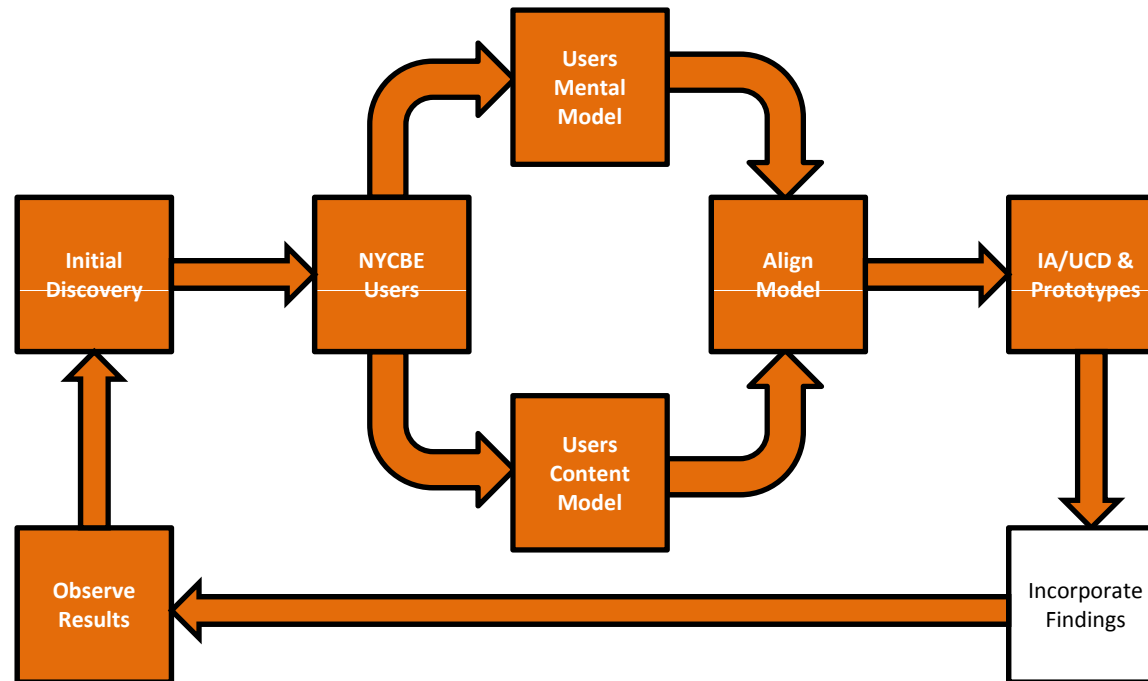 Users
Mental
Model
Initial
Discovery
NYCBE
Users
Align
Model
IA/UCD &
Prototypes
Users
Content
Model
Observe
Results
Incorporate
Findings